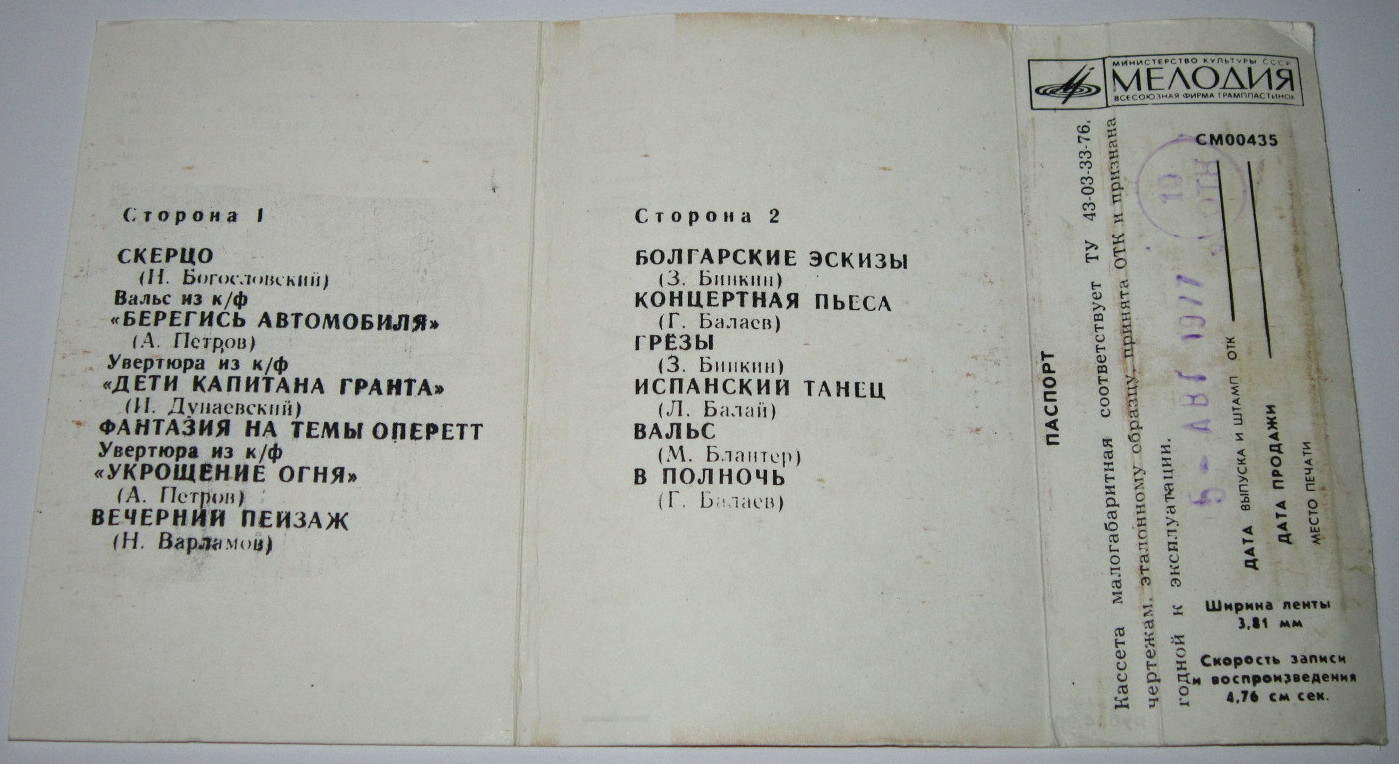 Сторона 1
СКЕРЦО
(Н. Богословский)
Вальс из к/ф
«БЕРЕГИСЬ АВТОМОБИЛЯ»
(А. Петров)
Увертюра из к/ф
«ДЕТИ КАПИТАНА ГРАНТА»
(И. Дунаевский)
ФАНТАЗИЯ НА ТЕМЫ ОПЕРЕТТ
Увертюра из к/ф
«УКРОЩЕНИЕ ОГНЯ»
(А. Петров)
ВЕЧЕРНИЙ ПЕЙЗАЖ
(Н. Варламов)
Сторона 2
БОЛГАРСКИЕ ЭСКИЗЫ
(З. Бинкин)
КОНЦЕРТНАЯ ПЬЕСА
(Г. Балаев)
ГРЁЗЫ
(З. Бинкин)
ИСПАНСКИЙ ТАНЕЦ
(Л. Балай)
ВАЛЬС
(М. Блантер)
В ПОЛНОЧЬ
(Г. Балаев)
МИНИСТЕРСТВО КУЛЬТУРЫ СССР
МЕЛОДИЯ
ВСЕСОЮЗНАЯ ФИРМА ГРАМПЛАСТИНОК
СМ00435
ПАСПОРТ
Кассета малогабаритная соответствует ТУ 43-03-33-76,
чертежам, эталонному образцу, принята ОТК и признана
годной к эксплуатации.
5 - АВГ 1977
10
ОТК
ДАТА ВЫПУСКА И ШТАМП ОТК
ДАТА ПРОДАЖИ
МЕСТО ПЕЧАТИ
Ширина ленты
3,81 мм
Скорость записи
и воспроизведения
4,76 см сек.